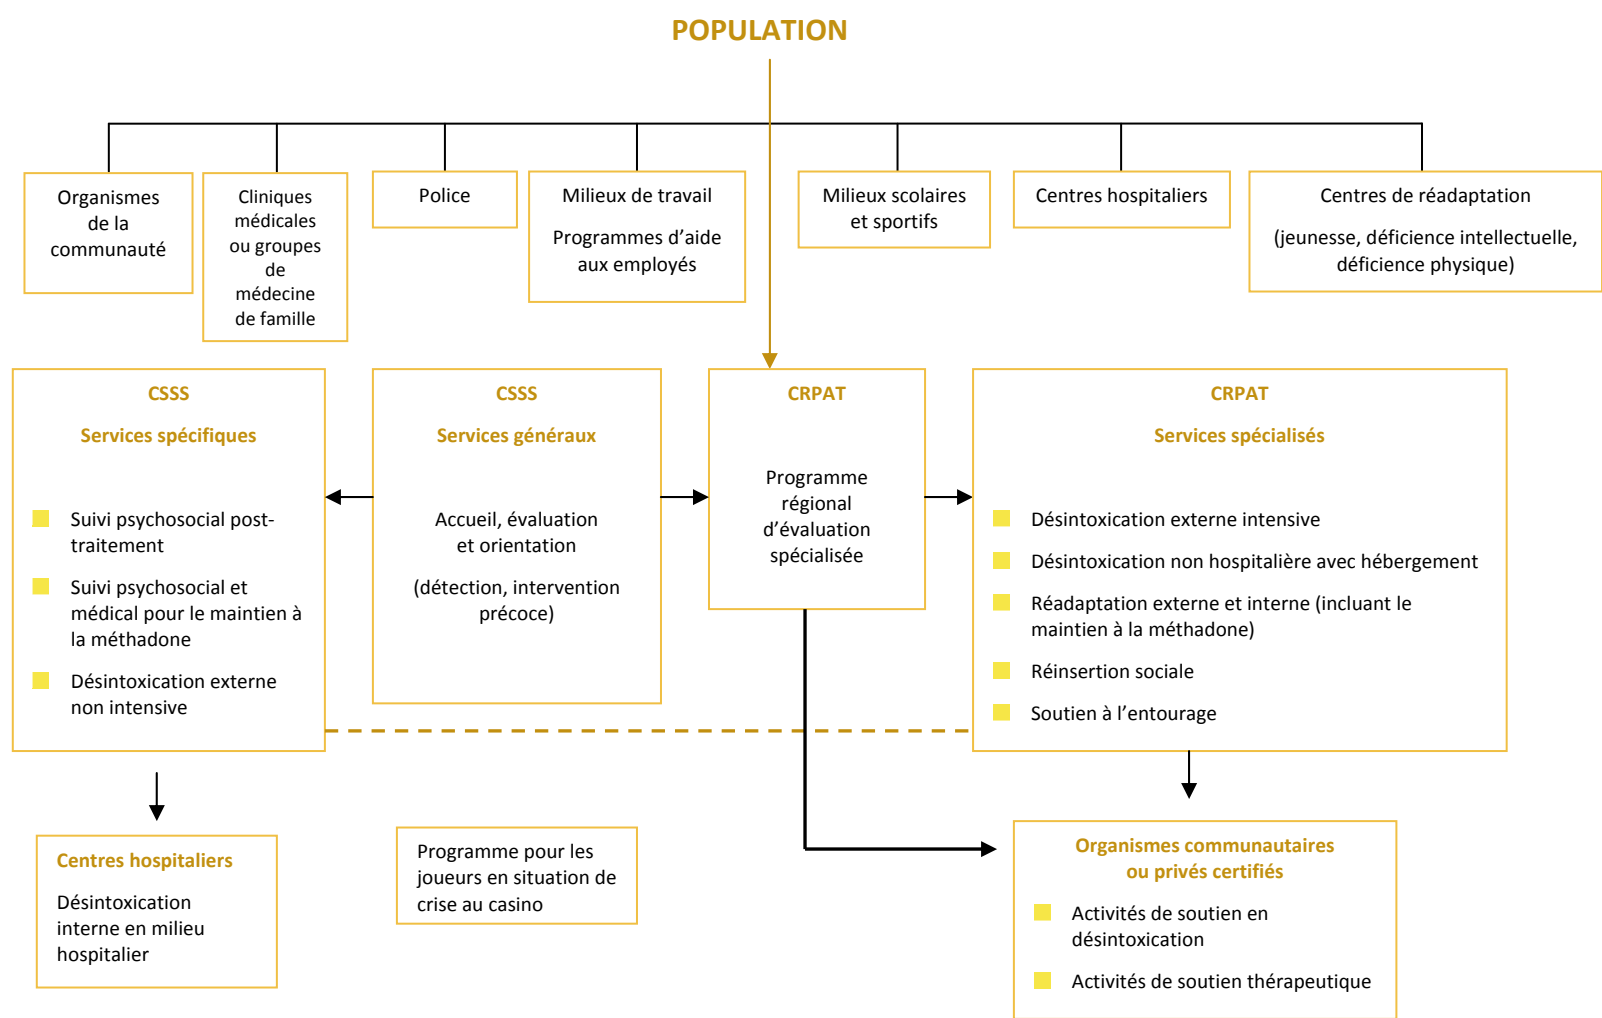 POPULATION
Organismes
de la
communauté
Cliniques
médicales
ou groupes
de
médecine
de famille
Police
Milieux de travail
Programmes d’aide
aux employés
Milieux scolaires
et sportifs
Centres hospitaliers
Centres de réadaptation
(jeunesse, déficience intellectuelle,
déficience physique)
CSSS
Services spécifiques
Suivi psychosocial post-
traitement
Suivi psychosocial et
médical pour le maintien à
la méthadone
Désintoxication externe
non intensive
CSSS
Services généraux
Accueil, évaluation
et orientation
(détection, intervention
précoce)
CRPAT
Programme
régional
d’évaluation
spécialisée
CRPAT
Services spécialisés
Désintoxication externe intensive
Désintoxication non hospitalière avec hébergement
Réadaptation externe et interne (incluant le
maintien à la méthadone)
Réinsertion sociale
Soutien à l’entourage
Centres hospitaliers
Désintoxication
interne en milieu
hospitalier
Programme pour les
joueurs en situation de
crise au casino
Organismes communautaires
ou privés certifiés
Activités de soutien en
désintoxication
Activités de soutien thérapeutique